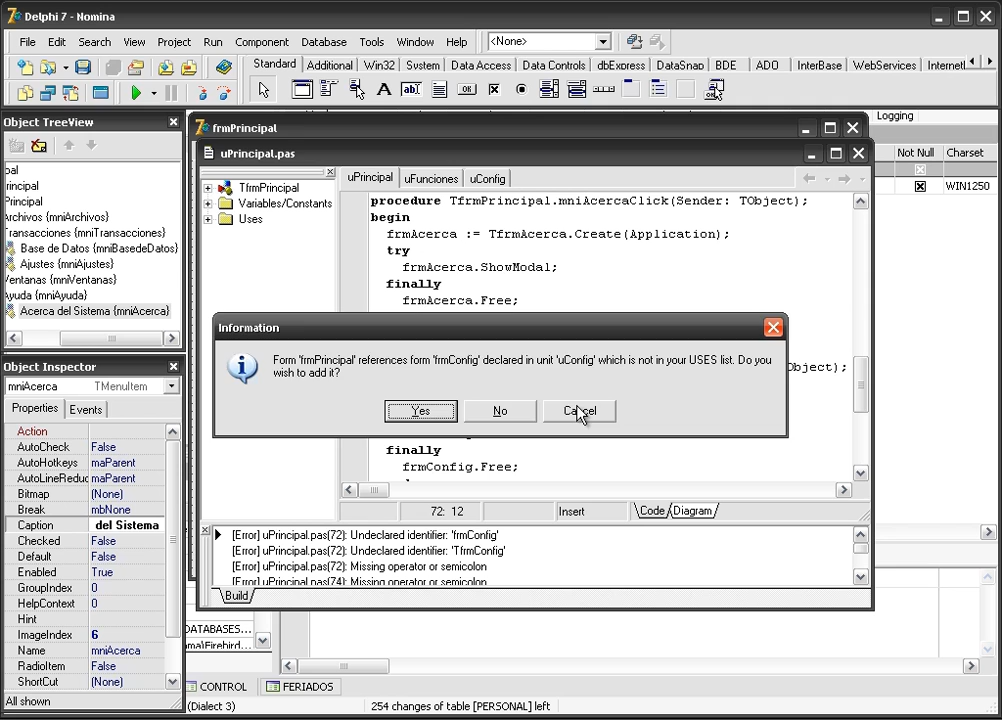 Delphi 7 - Nomina
File Edit Search View Project Run Component Database Tools Window Help <None>
Standard Additional Win32 System Data Access Data Controls dbExpress DataSnap BDE ADO InterBase WebServices InternetE
Object TreeView
pal
rincipal
Principal
Archivos {mniArchivos}
Transacciones {mniTransacciones}
Base de Datos {mniBasedeDatos}
Ajustes {mniAjustes}
Ventanas {mniVentanas}
Ayuda {mniAyuda}
Acerca del Sistema {mniAcerca}
Object Inspector
mniAcerca TMenuItem
Properties Events
Action
AutoCheck False
AutoHotkeys maParent
AutoLineReduc maParent
Bitmap (None)
Break mbNone
Caption del Sistema
Checked False
Default False
Enabled True
GroupIndex 0
HelpContext 0
Hint
ImageIndex 6
Name mniAcerca
RadioItem False
ShortCut (None)
All shown
frmPrincipal
uPrincipal.pas
TfrmPrincipal
Variables/Constants
Uses
uPrincipal uFunciones uConfig
procedure TfrmPrincipal.mniAcercaClick(Sender: TObject);
begin
frmAcerca := TfrmAcerca.Create(Application);
try
frmAcerca.ShowModal;
finally
frmAcerca.Free;
Object);
finally
frmConfig.Free;
72: 12 Insert Code Diagram
Information
Form 'frmPrincipal' references form 'frmConfig' declared in unit 'uConfig' which is not in your USES list. Do you
wish to add it?
Yes No Cancel
[Error] uPrincipal.pas(72): Undeclared identifier: 'frmConfig'
[Error] uPrincipal.pas(72): Undeclared identifier: 'TfrmConfig'
[Error] uPrincipal.pas(72): Missing operator or semicolon
[Error] uPrincipal.pas(74): Missing operator or semicolon
Build
Logging
Not Null Charset
WIN1250
DATABASES...
ma\Firebird...
CONTROL FERIADOS
(Dialect 3) 254 changes of table [PERSONAL] left